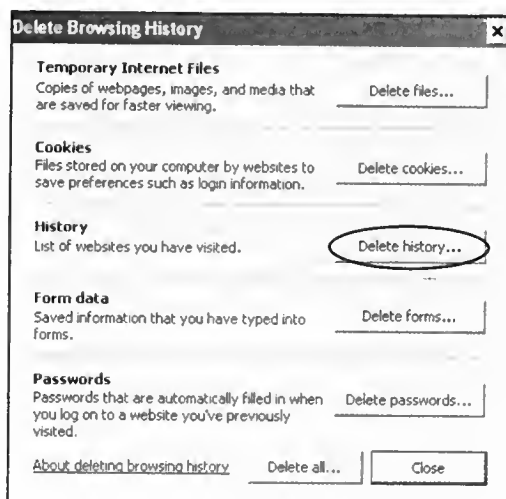 Delete Browsing History
Temporary Internet Files
Copies of webpages, images, and media that
are saved for faster viewing.
Delete files...
Cookies
Files stored on your computer by websites to
save preferences such as login information.
Delete cookies...
History
List of websites you have visited.
Delete history...
Form data
Saved information that you have typed into
forms.
Delete forms...
Passwords
Passwords that are automatically filled in when
you log on to a website you've previously
visited.
Delete passwords...
About deleting browsing history
Delete all...
Close